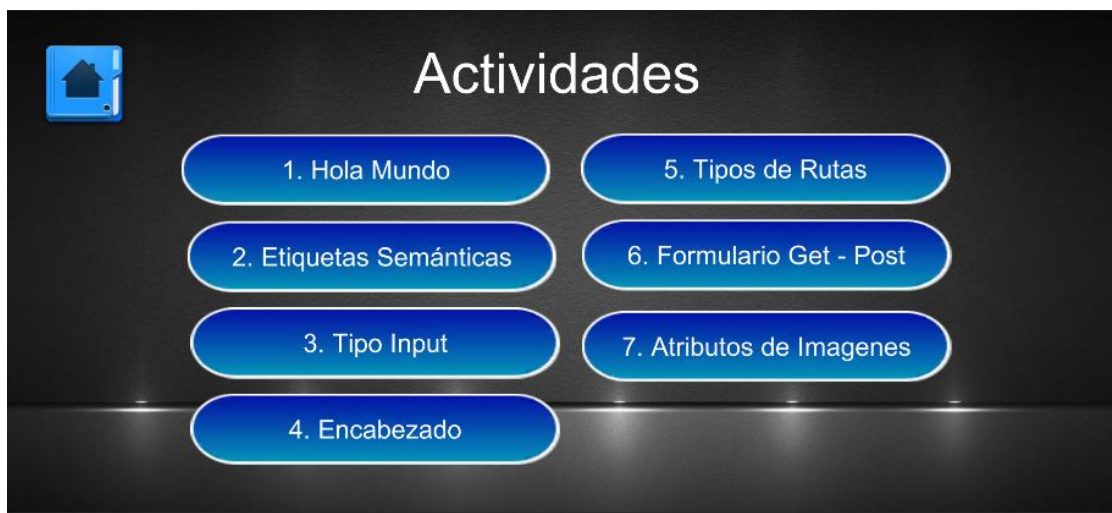 Actividades
1. Hola Mundo
2. Etiquetas Semánticas
3. Tipo Input
4. Encabezado
5. Tipos de Rutas
6. Formulario Get - Post
7. Atributos de Imagenes